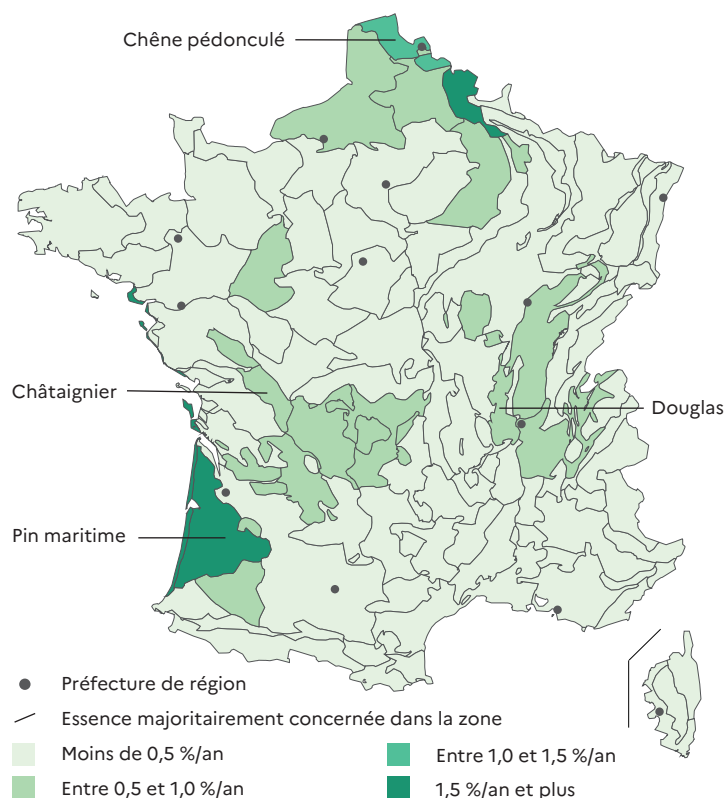 Chêne pédonculé
Châtaignier
Douglas
Pin maritime
Préfecture de région
Essence majoritairement concernée dans la zone
Moins de 0,5 %/an
Entre 1,0 et 1,5 %/an
Entre 0,5 et 1,0 %/an
1,5 %/an et plus